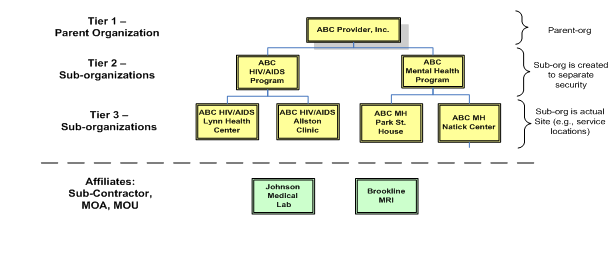 Tier 1 –
Parent Organization
ABC Provider, Inc.
Parent-org
Tier 2 –
Sub-organizations
ABC
HIV/AIDS
Program
ABC
Mental Health
Program
Sub-org is created
to separate
security
Tier 3 –
Sub-organizations
ABC HIV/AIDS
Lynn Health
Center
ABC HIV/AIDS
Allston
Clinic
ABC MH
Park St.
House
ABC MH
Natick Center
Sub-org is actual
Site (e.g., service
locations)
Affiliates:
Sub-Contractor,
MOA, MOU
Johnson
Medical
Lab
Brookline
MRI